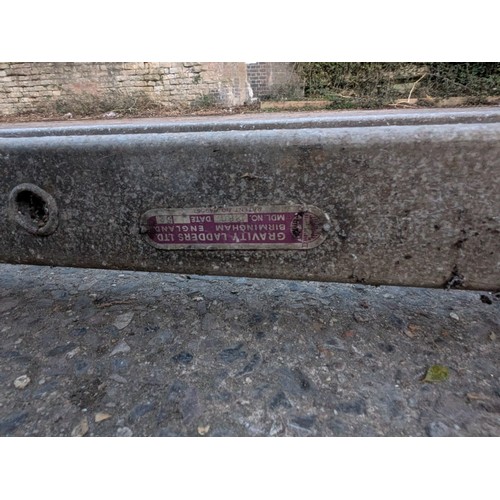 GRAVITY LADDERS LTD.
BIRMINGHAM ENGLAND
MDL NO. DATE